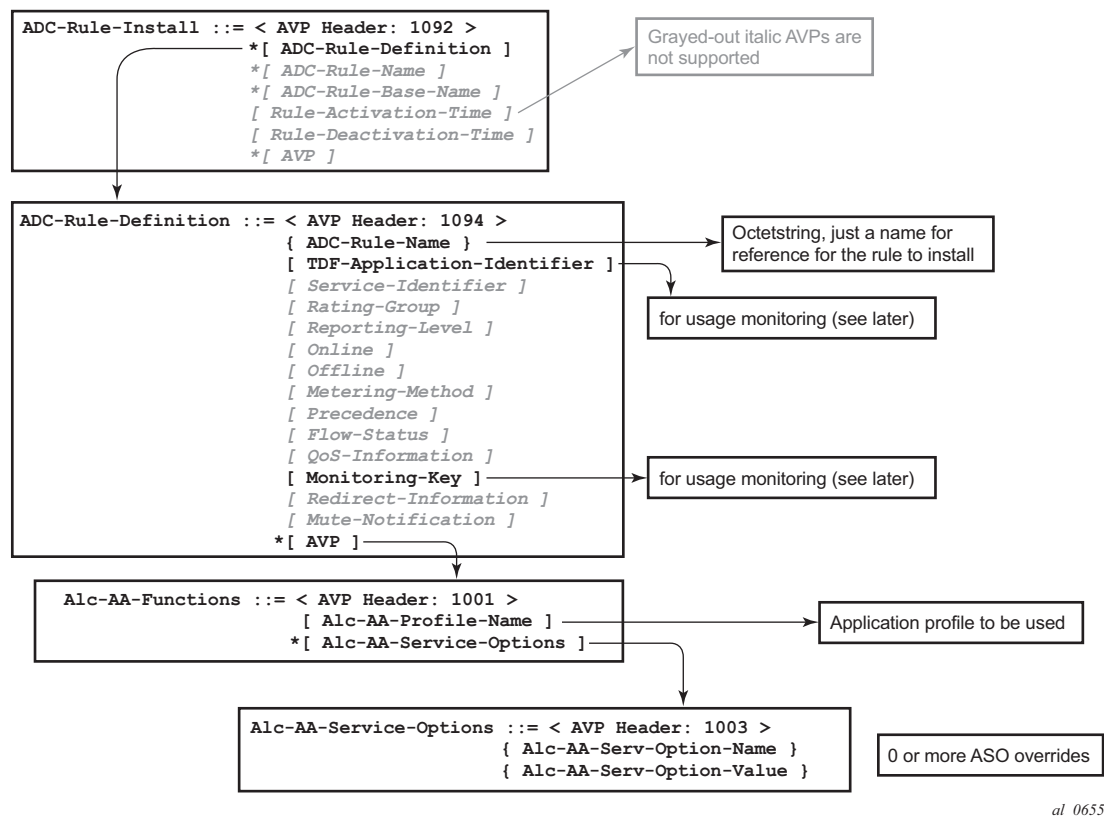 ADC-Rule-Install ::= < AVP Header: 1092 >
*[ ADC-Rule-Definition ]
*[ ADC-Rule-Name ]
*[ ADC-Rule-Base-Name ]
[ Rule-Activation-Time ]
[ Rule-Deactivation-Time ]
*[ AVP ]
Grayed-out italic AVPs are
not supported
ADC-Rule-Definition ::= < AVP Header: 1094 >
{ ADC-Rule-Name }
[ TDF-Application-Identifier ]
[ Service-Identifier ]
[ Rating-Group ]
[ Reporting-Level ]
[ Online ]
[ Offline ]
[ Metering-Method ]
[ Precedence ]
[ Flow-Status ]
[ QoS-Information ]
[ Monitoring-Key ]
[ Redirect-Information ]
[ Mute-Notification ]
*[ AVP ]
Octetstring, just a name for
reference for the rule to install
for usage monitoring (see later)
for usage monitoring (see later)
Alc-AA-Functions ::= < AVP Header: 1001 >
[ Alc-AA-Profile-Name ]
*[ Alc-AA-Service-Options ]
Application profile to be used
Alc-AA-Service-Options ::= < AVP Header: 1003 >
{ Alc-AA-Serv-Option-Name }
{ Alc-AA-Serv-Option-Value }
0 or more ASO overrides
al_0655